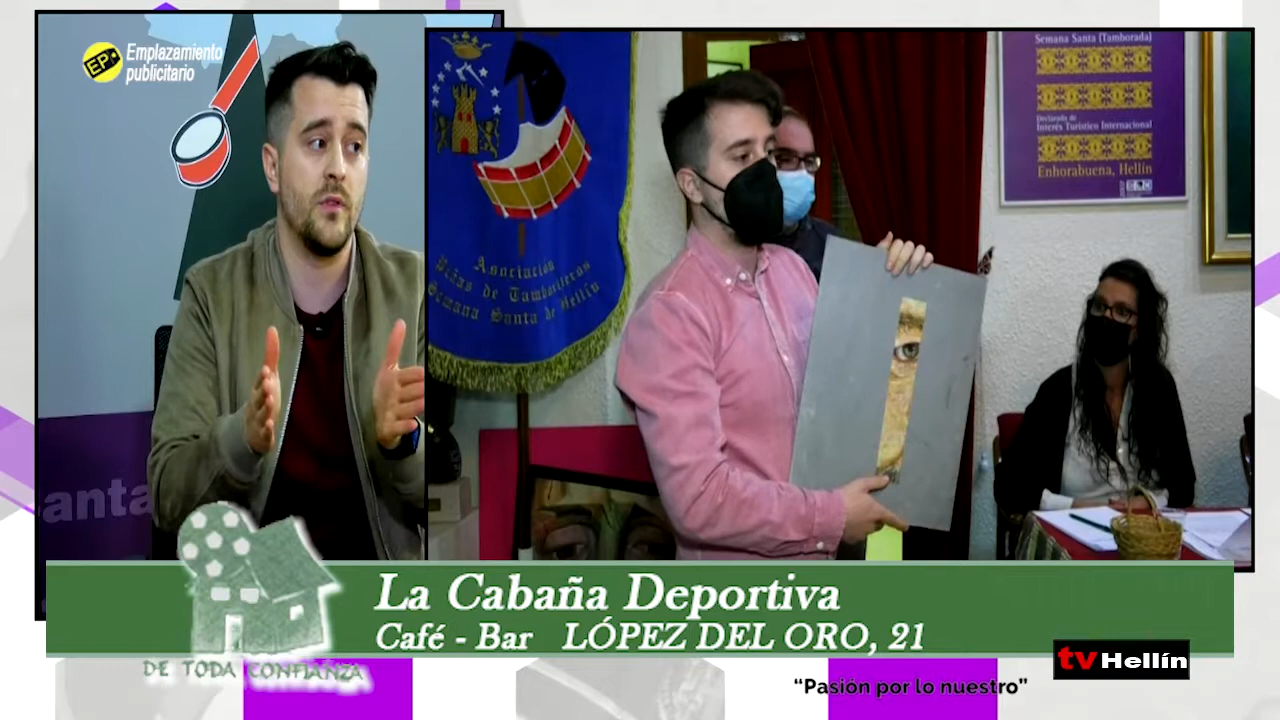 Emplazamiento
publicitario
EP
Asociación
Peñas de Tamborileros
Semana Santa de Hellín
Semana Santa (Tamborada)
Declarada de
Interés Turístico Internacional
Enhorabuena, Hellín
anta
La Cabaña Deportiva
Café - Bar LÓPEZ DEL ORO, 21
DE TODA CONFIANZA
tv Hellín
“Pasión por lo nuestro”